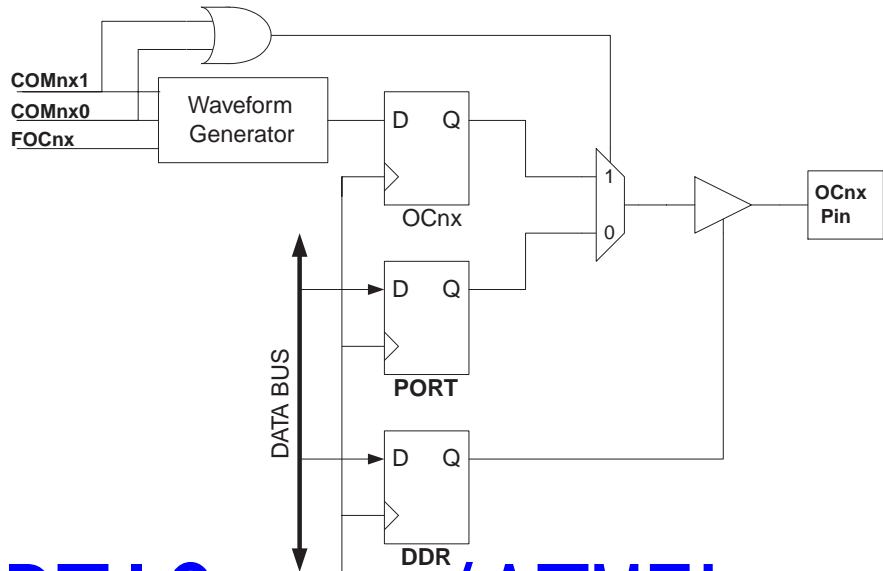 COMnx1
COMnx0
FOCnx
Waveform
Generator
D Q
OCnx
1
0
OCnx
Pin
D Q
PORT
DATA BUS
D Q
DDR